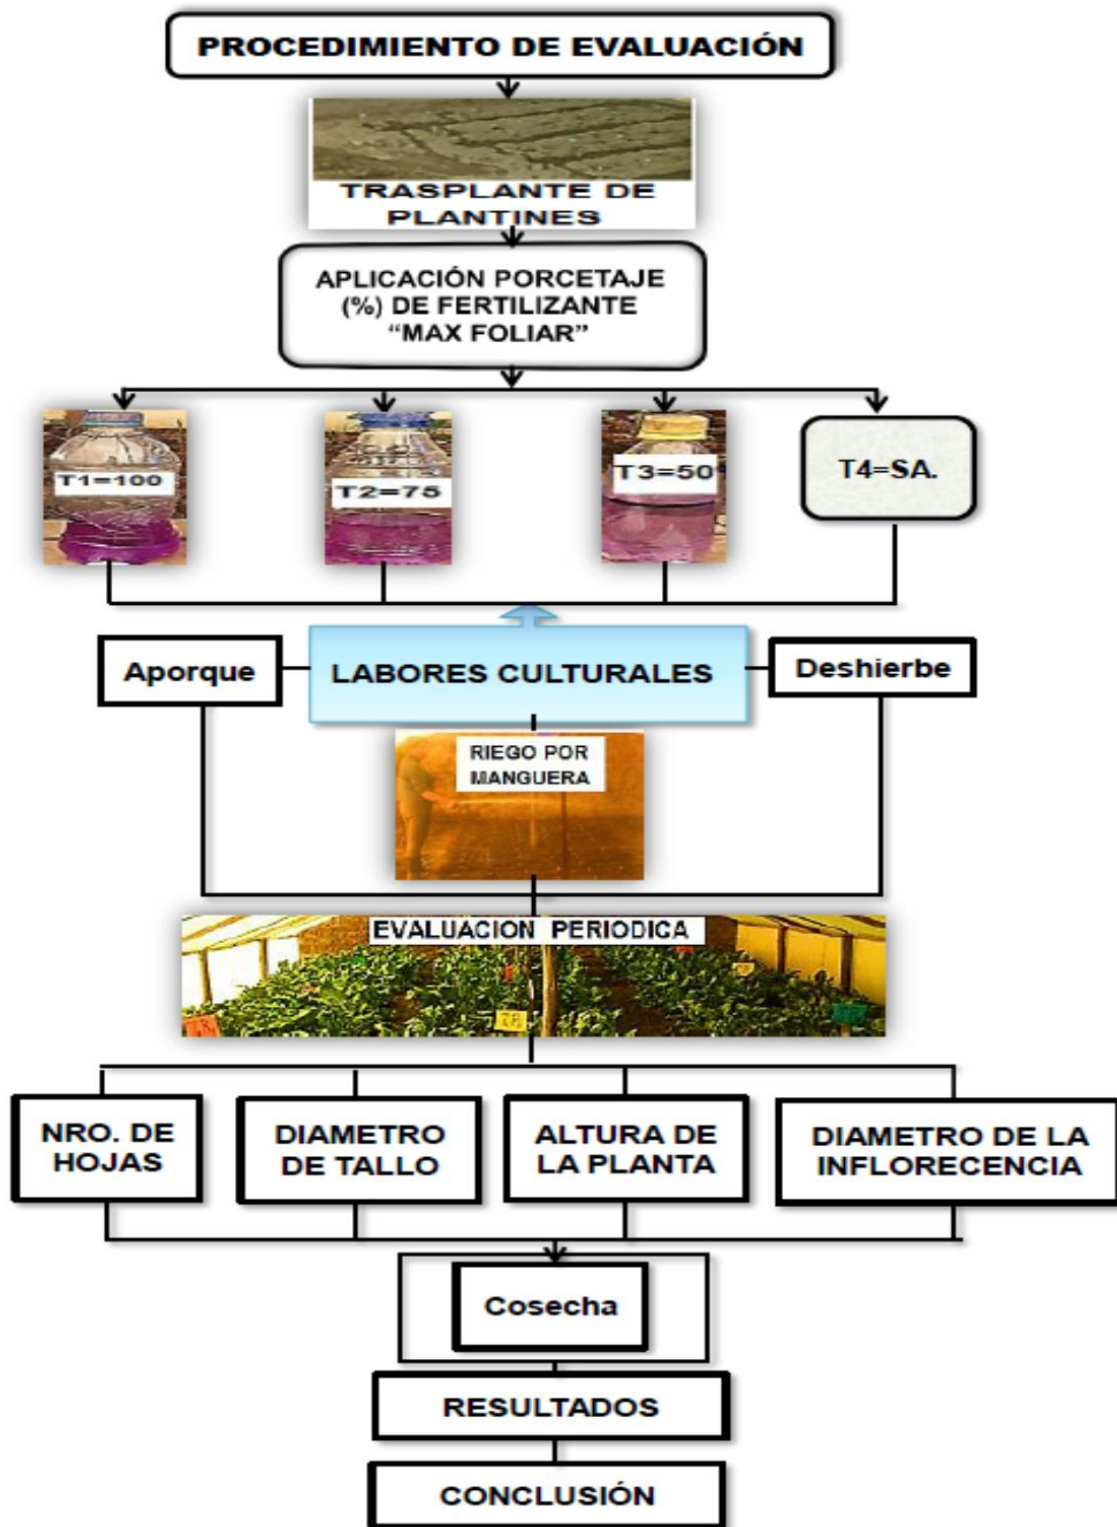 PROCEDIMIENTO DE EVALUACIÓN
TRASPLANTE DE
PLANTINES
APLICACIÓN PORCETAJE
(%) DE FERTILIZANTE
“MAX FOLIAR”
T1=100
T2=75
T3=50
T4=SA.
Aporque
LABORES CULTURALES
Deshierbe
RIEGO POR
MANGUERA
EVALUACION PERIODICA
NRO. DE
HOJAS
DIAMETRO
DE TALLO
ALTURA DE
LA PLANTA
DIAMETRO DE LA
INFLORECENCIA
Cosecha
RESULTADOS
CONCLUSIÓN